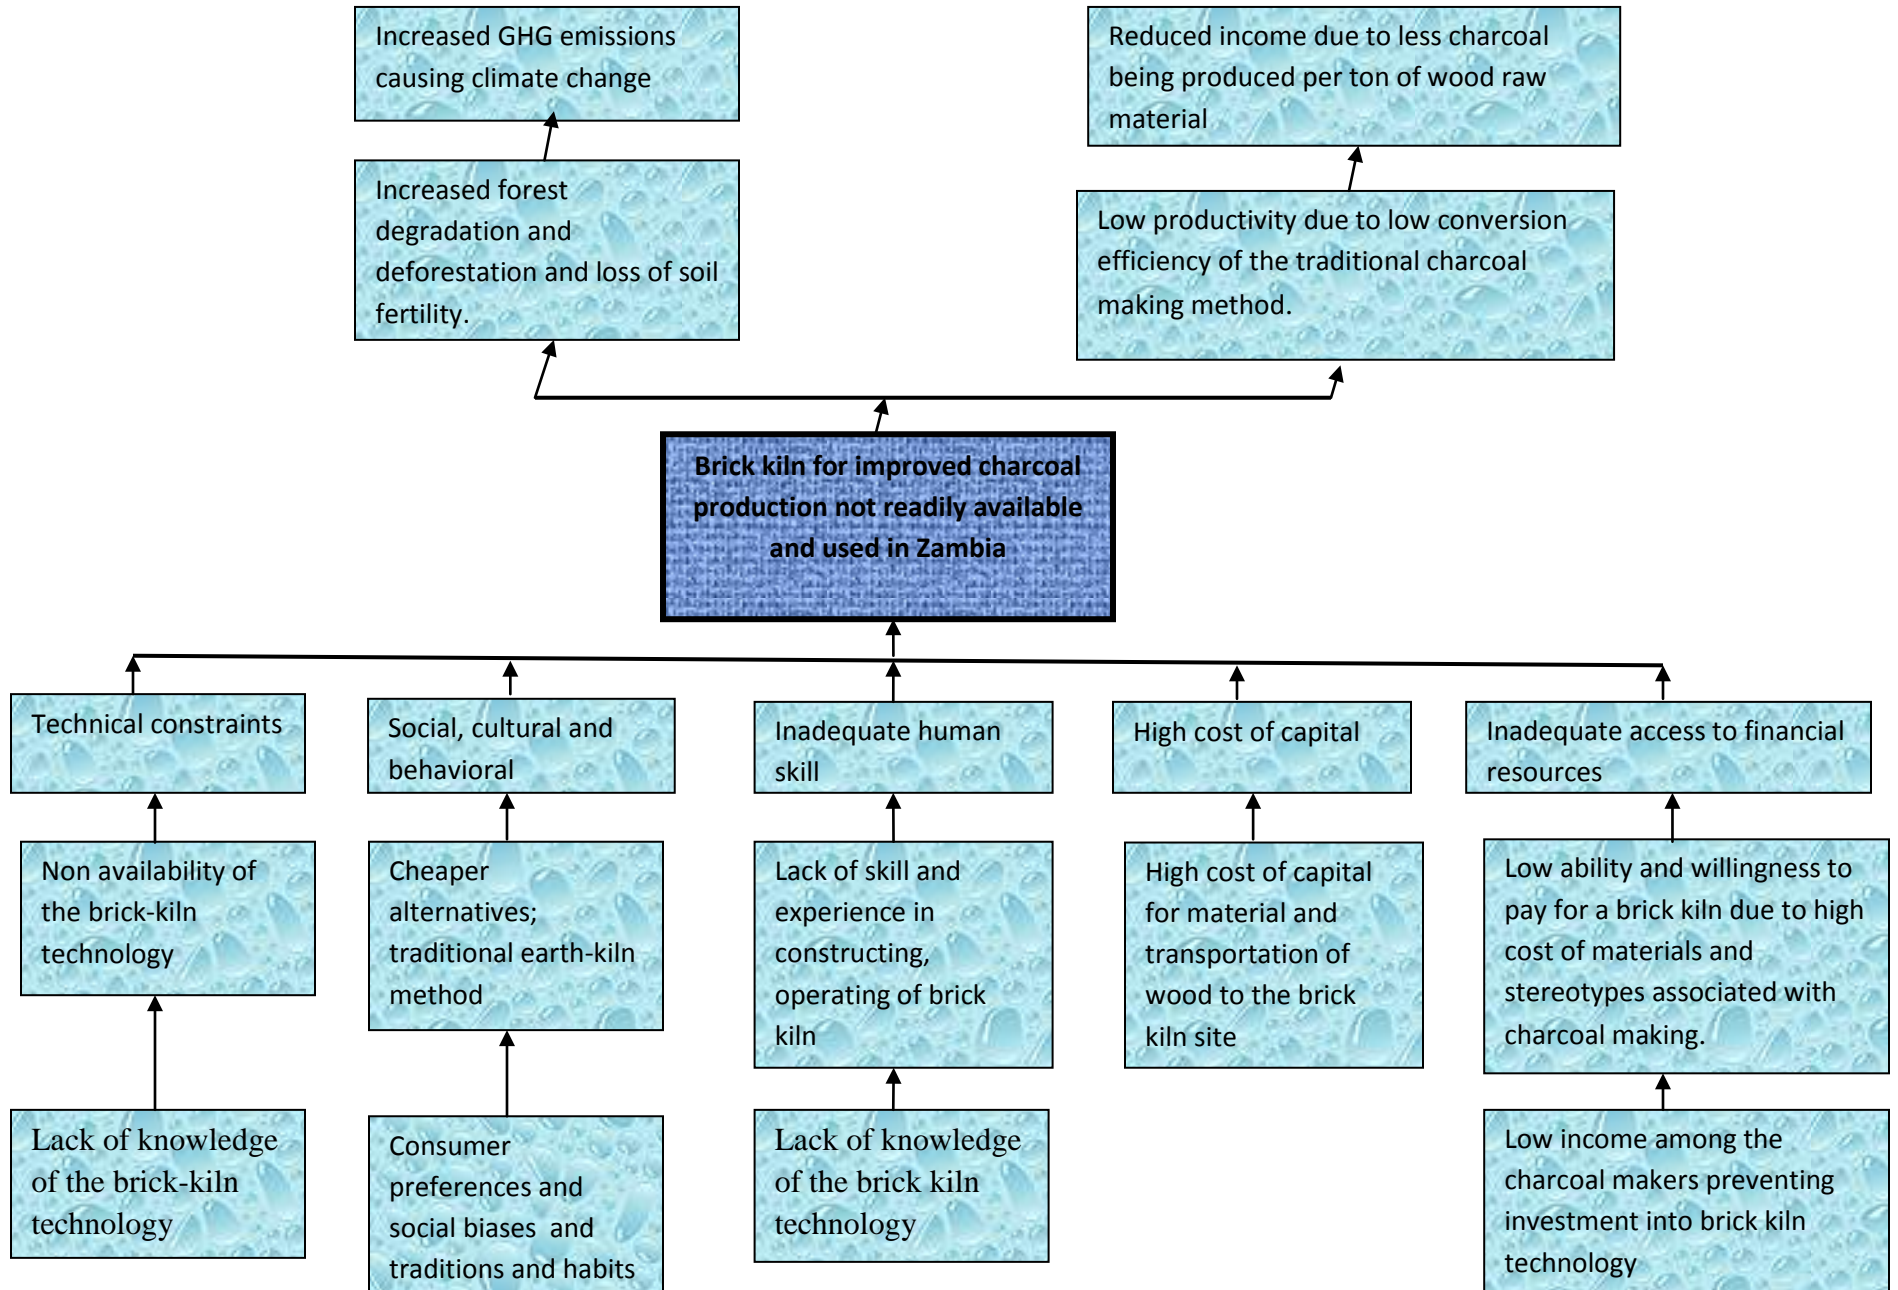 Increased GHG emissions
causing climate change
Reduced income due to less charcoal
being produced per ton of wood raw
material
Increased forest
degradation and
deforestation and loss of soil
fertility.
Low productivity due to low conversion
efficiency of the traditional charcoal
making method.
Brick kiln for improved charcoal
production not readily available
and used in Zambia
Technical constraints
Social, cultural and
behavioral
Inadequate human
skill
High cost of capital
Inadequate access to financial
resources
Non availability of
the brick-kiln
technology
Cheaper
alternatives;
traditional earth-kiln
method
Lack of skill and
experience in
constructing,
operating of brick
kiln
High cost of capital
for material and
transportation of
wood to the brick
kiln site
Low ability and willingness to
pay for a brick kiln due to high
cost of materials and
stereotypes associated with
charcoal making.
Lack of knowledge
of the brick-kiln
technology
Consumer
preferences and
social biases  and
traditions and habits
Lack of knowledge
of the brick kiln
technology
Low income among the
charcoal makers preventing
investment into brick kiln
technology